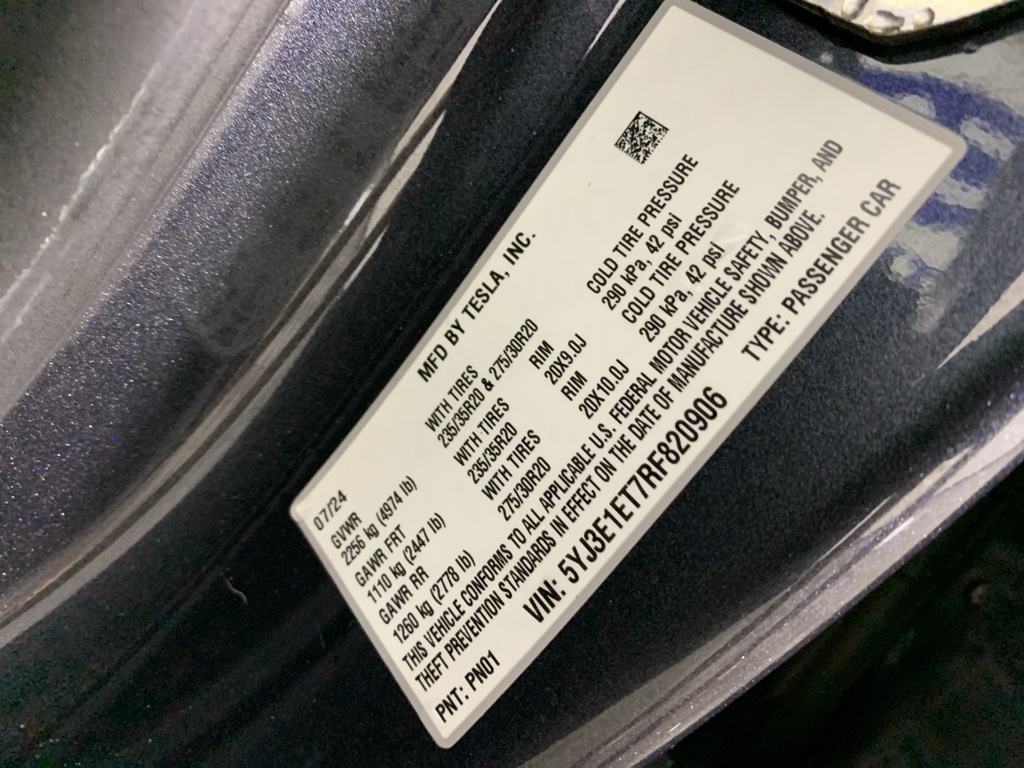 MFD BY TESLA, INC.
07/24
GVWR
2256 kg (4974 lb)
WITH TIRES
235/35R20 & 275/30R20
GAWR FRT
1110 kg (2447 lb)
WITH TIRES
235/35R20
RIM
20X9.0J
COLD TIRE PRESSURE
290 kPa, 42 psi
GAWR RR
1260 kg (2778 lb)
WITH TIRES
275/30R20
RIM
20X10.0J
COLD TIRE PRESSURE
290 kPa, 42 psi
THIS VEHICLE CONFORMS TO ALL APPLICABLE U.S. FEDERAL MOTOR VEHICLE SAFETY, BUMPER, AND
THEFT PREVENTION STANDARDS IN EFFECT ON THE DATE OF MANUFACTURE SHOWN ABOVE.
VIN: 5YJ3E1ET7RF820906
TYPE: PASSENGER CAR
PNT: PN01